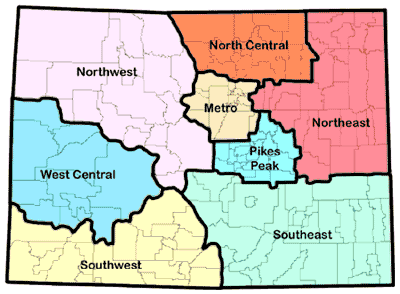 North Central
Northwest
Metro
Northeast
Pikes
Peak
West Central
Southeast
Southwest